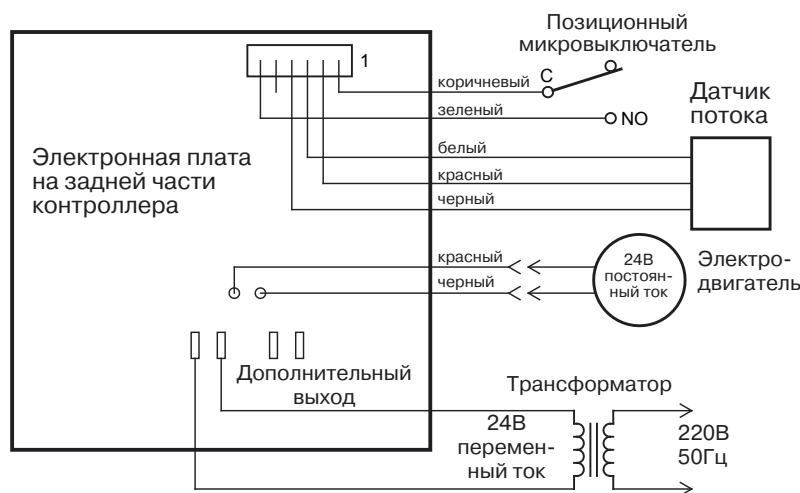 Позиционный
микровыключатель
1
коричневый
C
Датчик
потока
зеленый
NO
белый
Электронная плата
на задней части
контроллера
красный
черный
красный
24В
постоян-
ный ток
Электро-
двигатель
черный
Дополнительный
выход
Трансформатор
24В
перемен-
ный ток
220В
50Гц